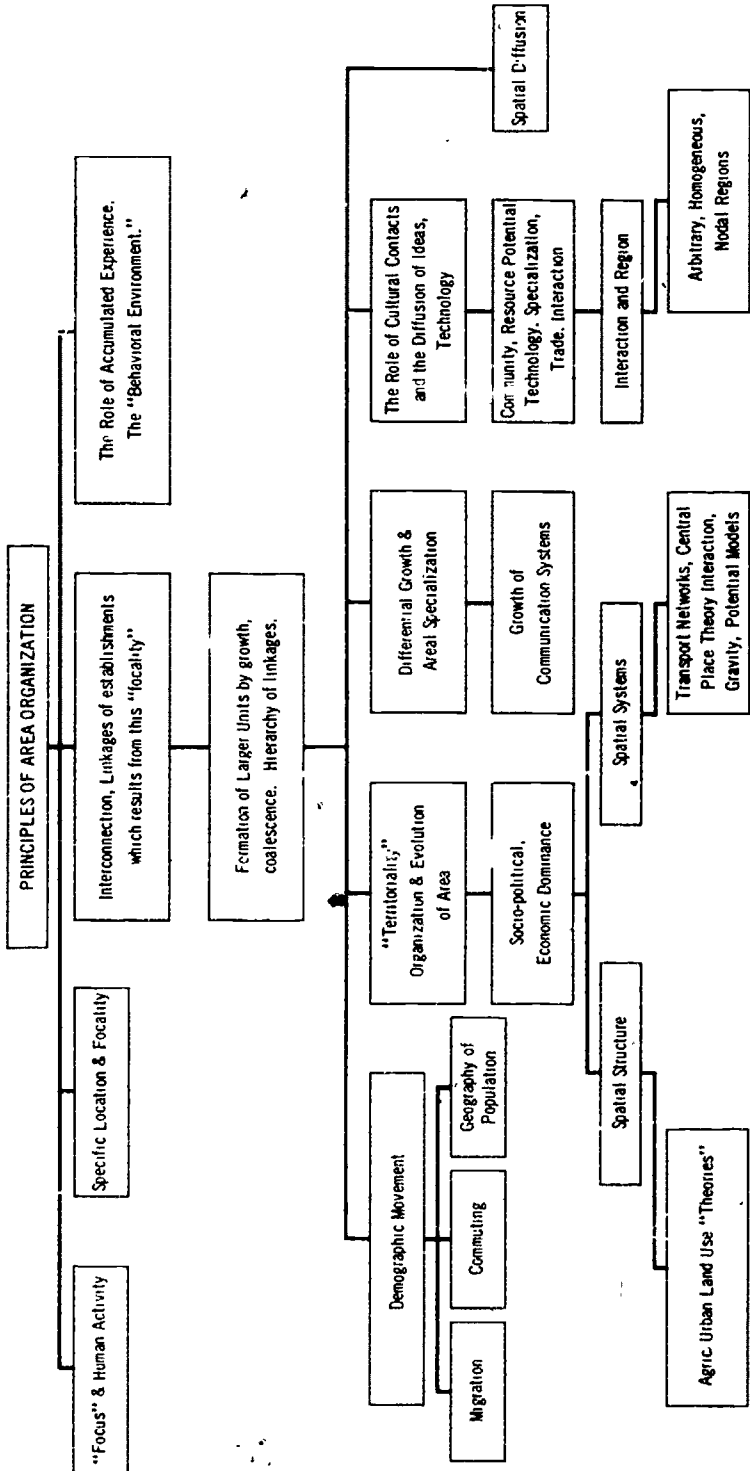 PRINCIPLES OF AREA ORGANIZATION
"Focus" & Human Activity
Specific Location & Focality
Interconnection, Linkages of establishments
which results from this "focality"
The Role of Accumulated Experience.
The "Behavioral Environment."
Formation of Larger Units by growth,
coalescence. Hierarchy of linkages.
Demographic Movement
Migration
Commuting
Geography of
Population
"Territoriality,"
Organization & Evolution
of Area
Socio-political,
Economic Dominance
Spatial Structure
Agric. Urban Land Use "Theories"
Spatial Systems
Transport Networks, Central
Place Theory Interaction,
Gravity, Potential Models
Differential Growth &
Areal Specialization
Growth of
Communication Systems
The Role of Cultural Contacts
and the Diffusion of Ideas,
Technology
Community, Resource Potential
Technology. Specialization,
Trade. Interaction
Interaction and Region
Arbitrary, Homogeneous,
Nodal Regions
Spatial Diffusion